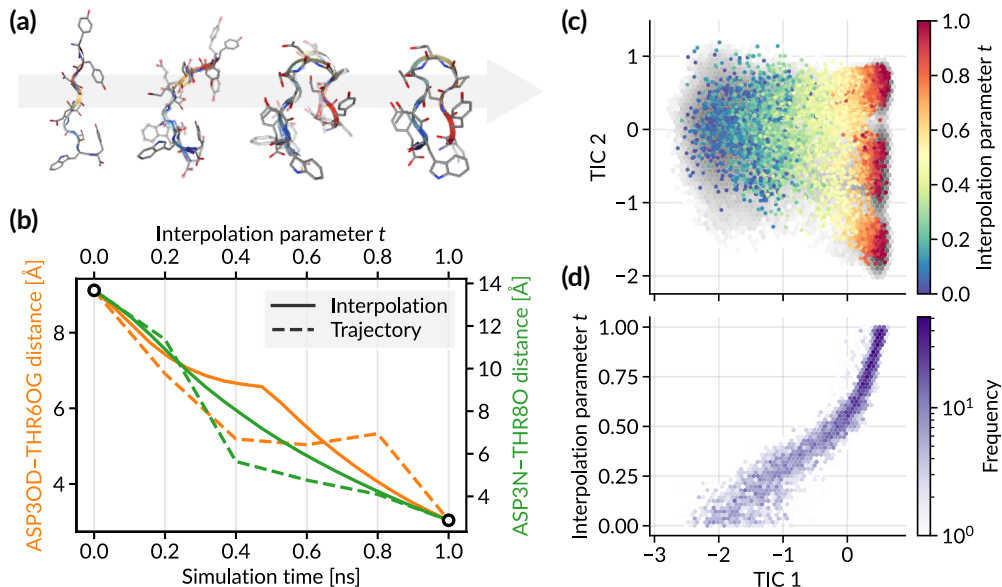 (a)
(b)
Interpolation parameter t
0.0 0.2 0.4 0.6 0.8 1.0
ASP3OD−THR6OG distance [Å]
8
6
4
Interpolation
Trajectory
14
12
10
9
7
5
4
ASP3N−THR8O distance [Å]
0.0 0.2 0.4 0.6 0.8 1.0
Simulation time [ns]
(c)
TIC 2
1
0
−1
−2
1.0
0.8
0.6
0.4
0.2
0.0
Interpolation parameter t
(d)
Interpolation parameter t
1.00
0.75
0.50
0.25
0.00
−3 −2 −1 0
TIC 1
10¹
10⁰
Frequency